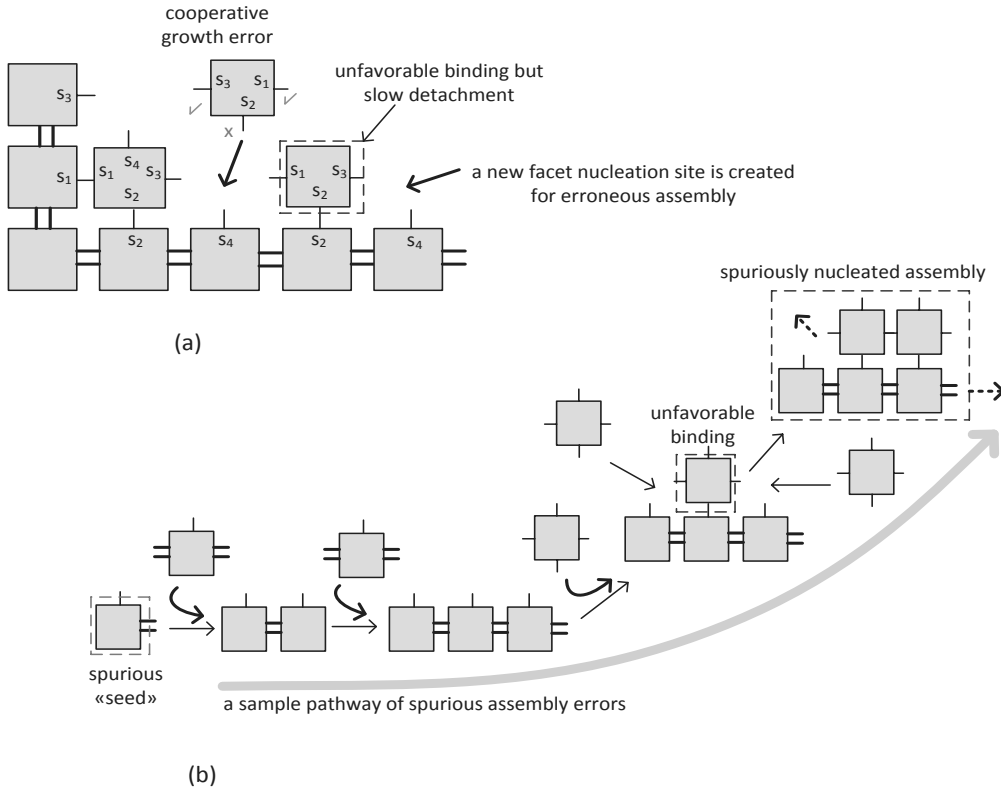 cooperative
growth error
s₃ s₁
s₂
x
unfavorable binding but
slow detachment
s₃
s₁
s₄
s₁ s₃
s₂
s₁ s₃
s₂
a new facet nucleation site is created
for erroneous assembly
s₂ s₄ s₂ s₄
(a)
spuriously nucleated assembly
unfavorable
binding
spurious
«seed»
a sample pathway of spurious assembly errors
(b)